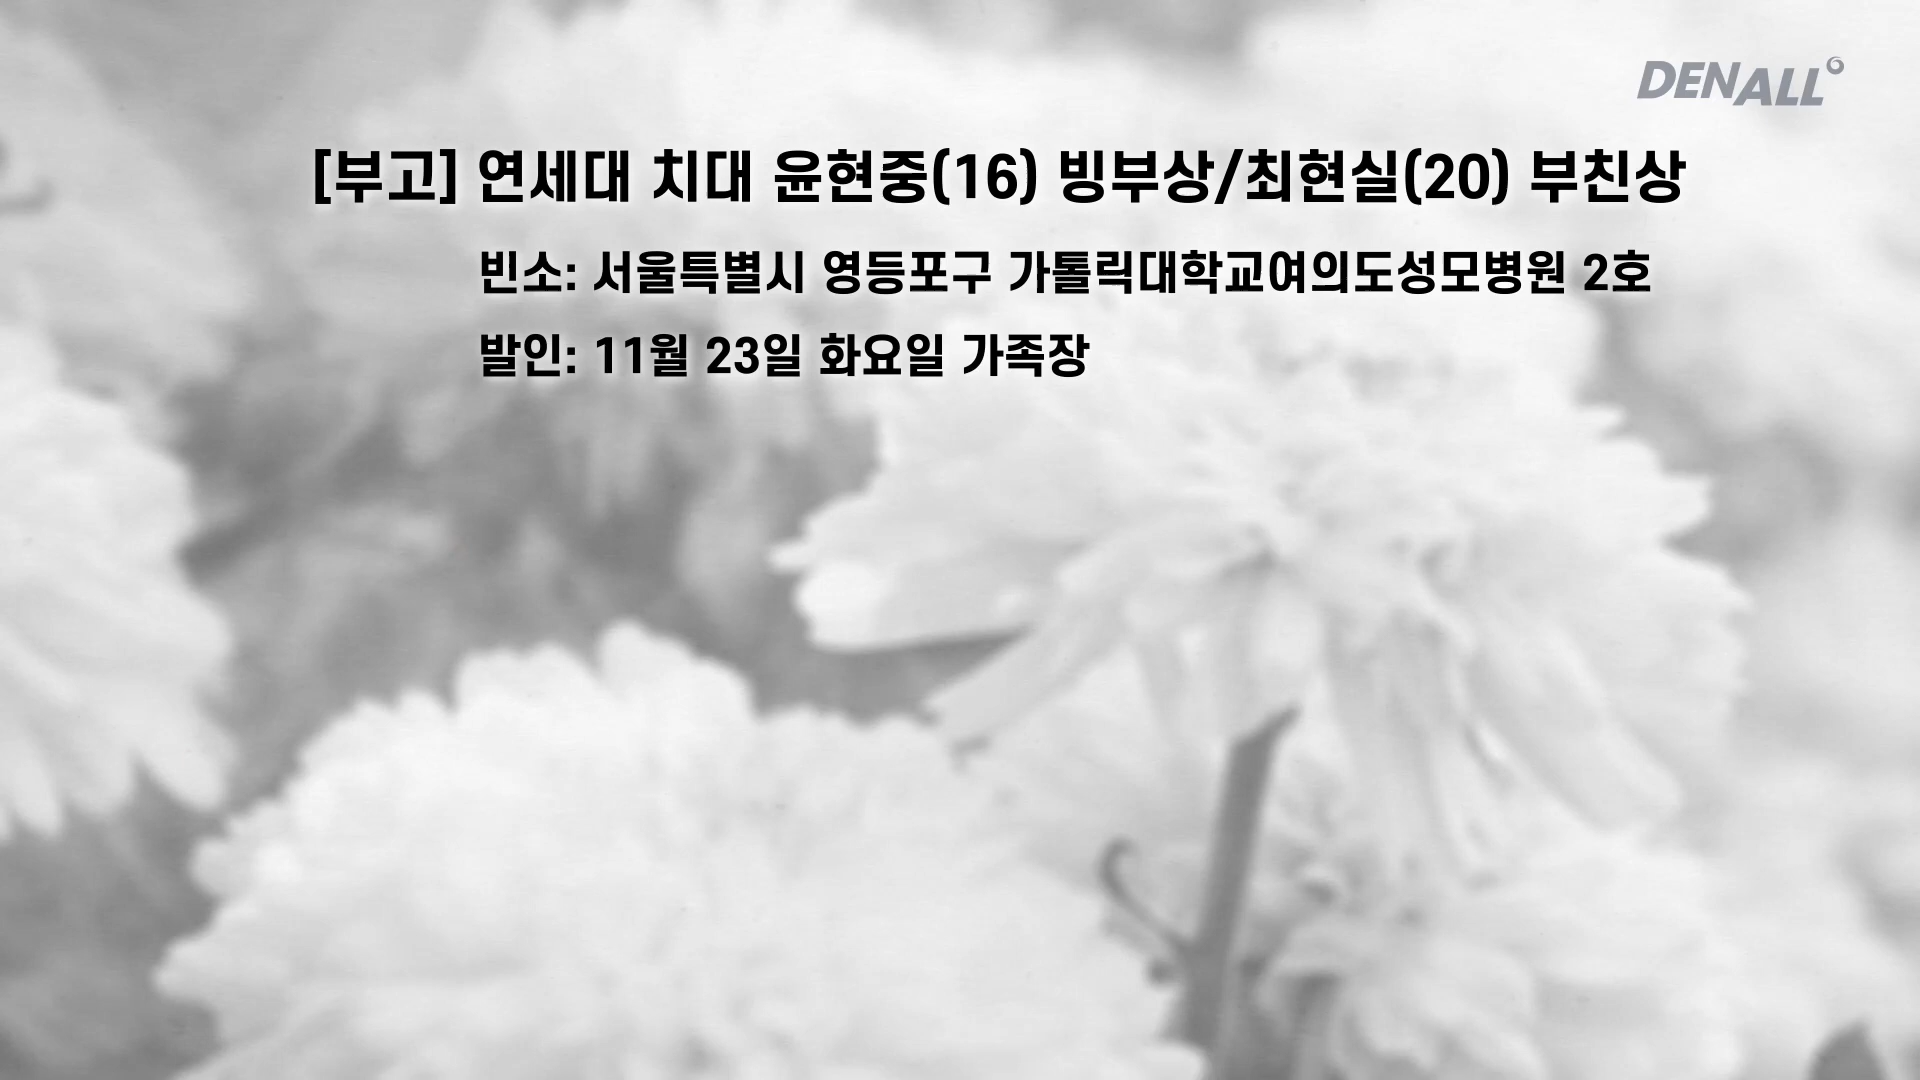 DENALL
[부고] 연세대 치대 윤현중(16) 빙부상/최현실(20) 부친상
빈소: 서울특별시 영등포구 가톨릭대학교여의도성모병원 2호
발인: 11월 23일 화요일 가족장